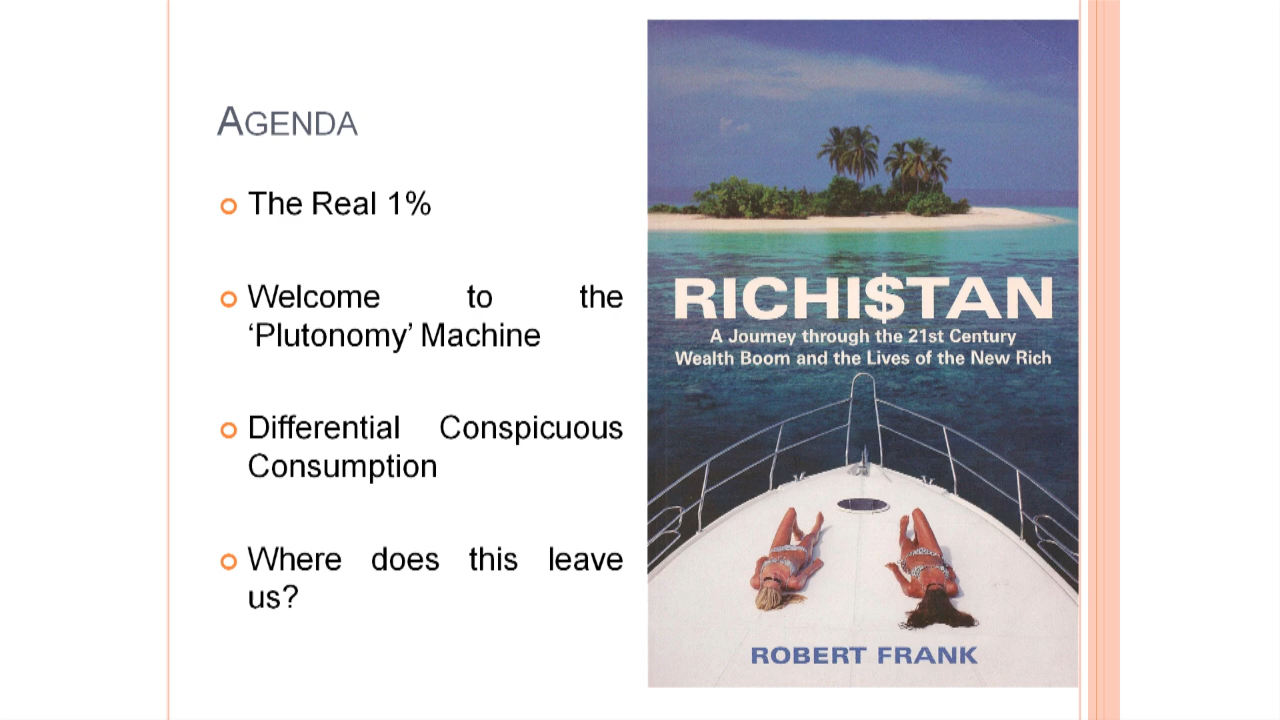 AGENDA
The Real 1%
Welcome to the
‘Plutonomy’ Machine
Differential Conspicuous
Consumption
Where does this leave
us?
RICHI$TAN
A Journey through the 21st Century
Wealth Boom and the Lives of the New Rich
ROBERT FRANK